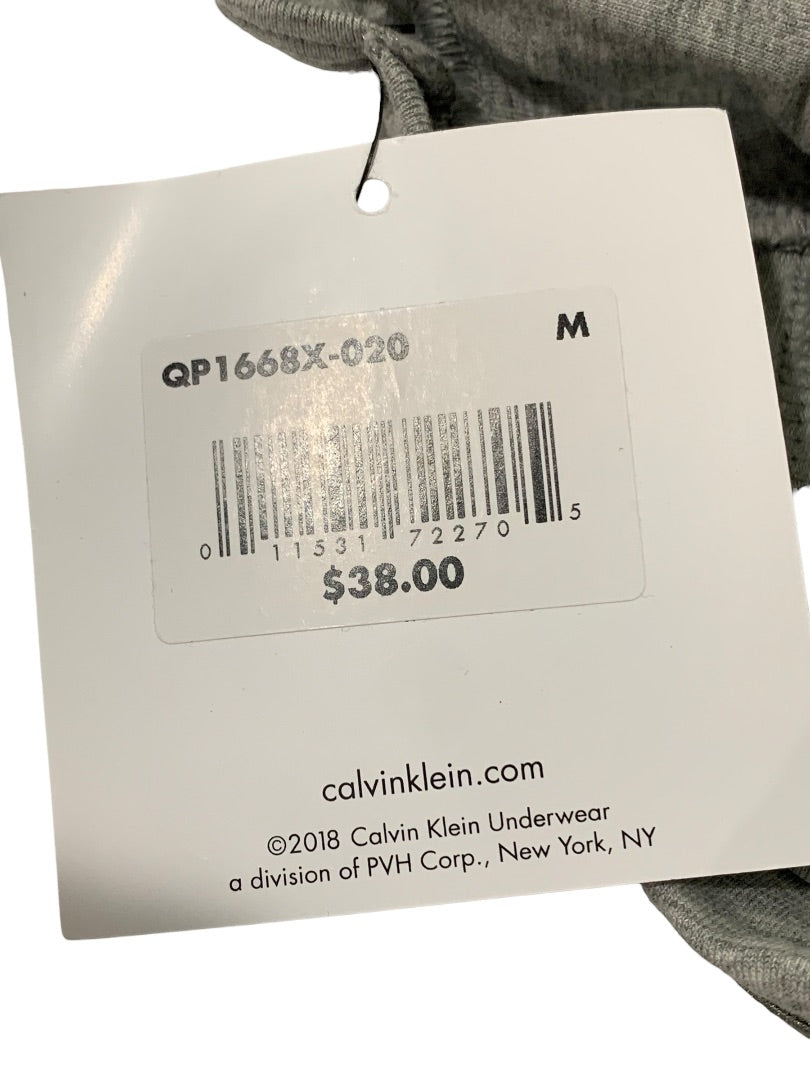 QP1668X-020 M
0 11531 72270 5
$38.00
calvinklein.com
©2018 Calvin Klein Underwear
a division of PVH Corp., New York, NY